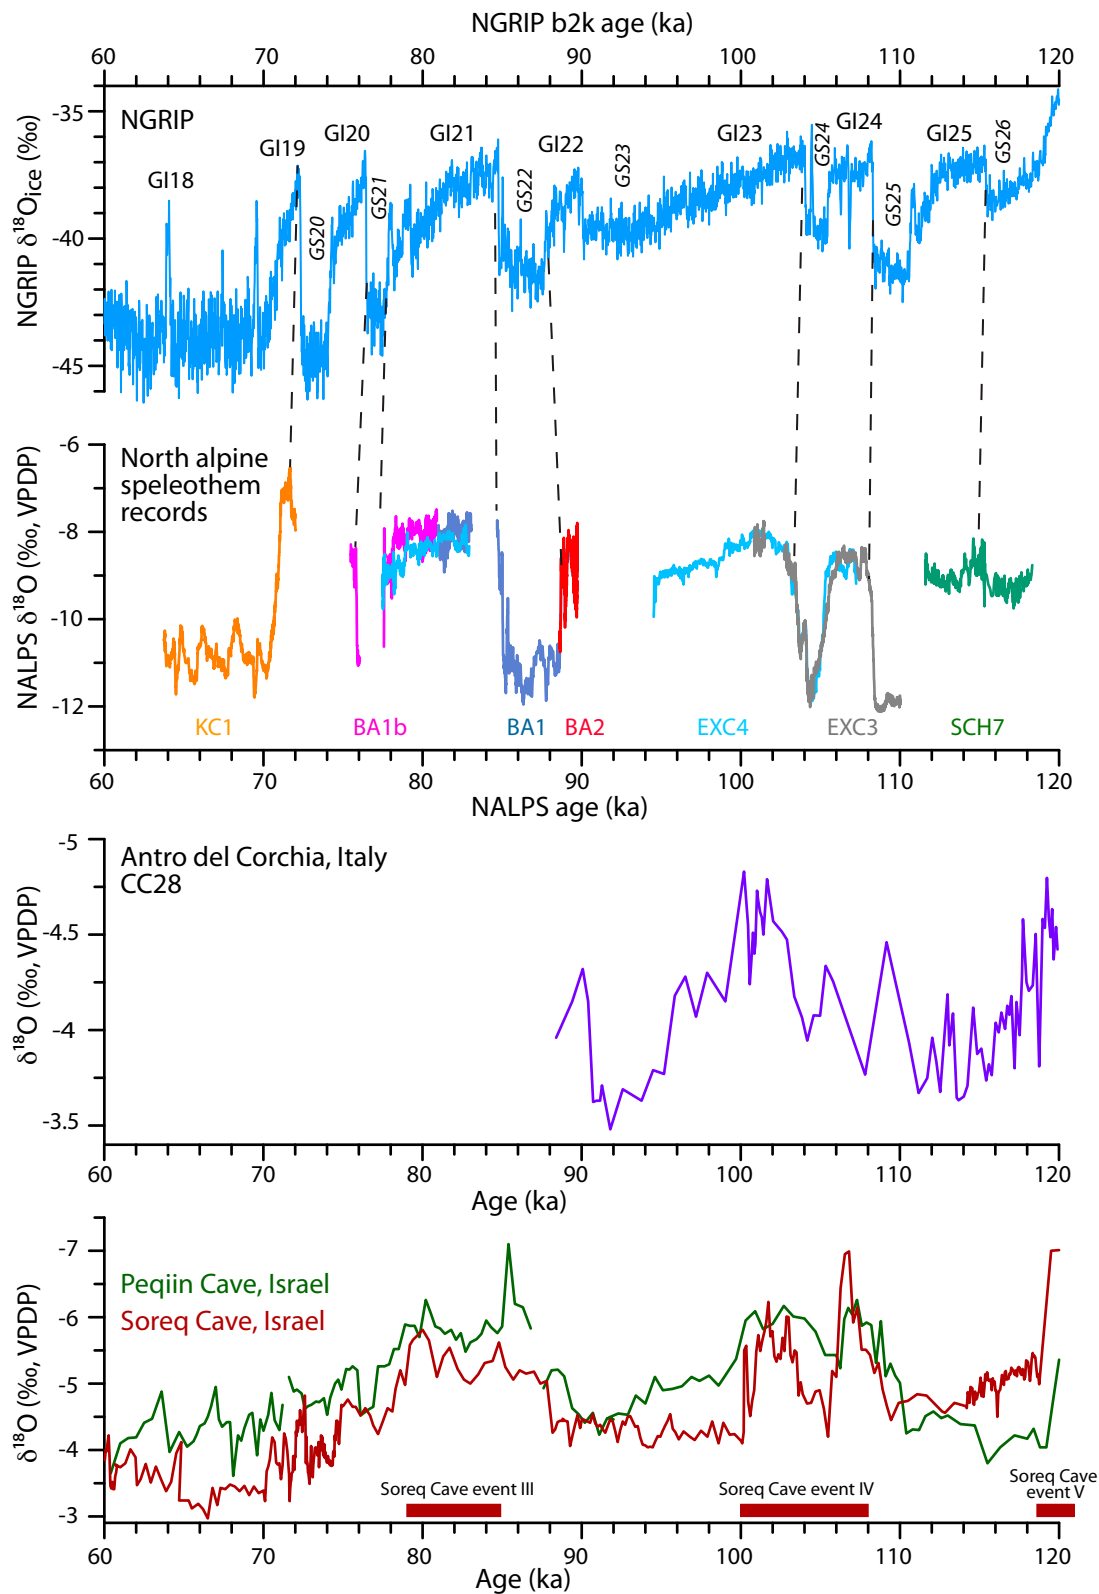 NGRIP b2k age (ka)
60 70 80 90 100 110 120
NGRIP δ¹⁸Oice (‰)
-35
-40
-45
NGRIP
GI18
GI19
GS20
GI20
GS21
GI21
GS22
GI22
GS23
GI23
GS24
GI24
GS25
GI25
GS26
NALPS δ¹⁸O (‰, VPDP)
-6
-8
-10
-12
North alpine
speleothem
records
KC1
BA1b
BA1
BA2
EXC4
EXC3
SCH7
60 70 80 90 100 110 120
NALPS age (ka)
δ¹⁸O (‰, VPDP)
-5
-4.5
-4
-3.5
Antro del Corchia, Italy
CC28
60 70 80 90 100 110 120
Age (ka)
δ¹⁸O (‰, VPDP)
-7
-6
-5
-4
-3
Peqiin Cave, Israel
Soreq Cave, Israel
Soreq Cave event III
Soreq Cave event IV
Soreq Cave
event V
60 70 80 90 100 110 120
Age (ka)